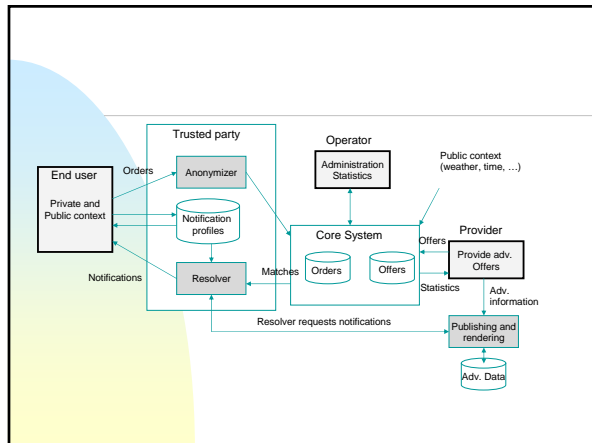 Trusted party
Operator
Public context
(weather, time, ...)
End user
Private and
Public context
Orders
Anonymizer
Administration
Statistics
Notification
profiles
Core System
Orders
Offers
Provider
Offers
Provide adv.
Offers
Notifications
Resolver
Matches
Statistics
Adv.
information
Resolver requests notifications
Publishing and
rendering
Adv. Data